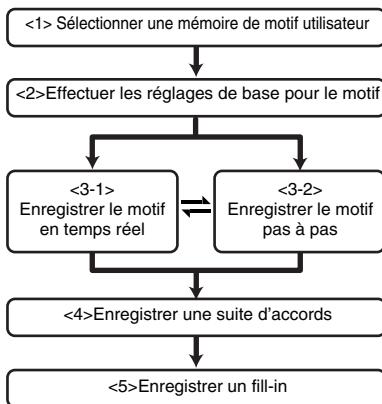 <1> Sélectionner une mémoire de motif utilisateur
<2>Effectuer les réglages de base pour le motif
<3-1>
Enregistrer le motif
en temps réel
<3-2>
Enregistrer le motif
pas à pas
<4>Enregistrer une suite d'accords
<5>Enregistrer un fill-in